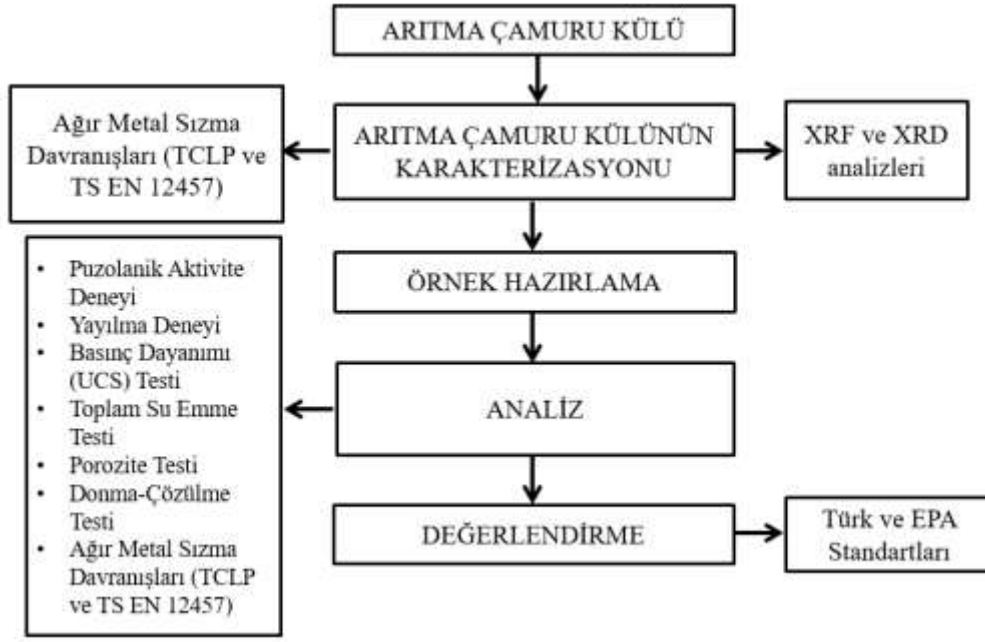 ARITMA ÇAMURU KÜLÜ
Ağır Metal Sızma
Davranışları (TCLP ve
TS EN 12457)
ARITMA ÇAMURU KÜLÜNÜN
KARAKTERİZASYONU
XRF ve XRD
analizleri
ÖRNEK HAZIRLAMA
• Puzolanik Aktivite
Deneyi
• Yayılma Deneyi
• Basınç Dayanımı
(UCS) Testi
• Toplam Su Emme
Testi
• Porozite Testi
• Donma-Çözülme
Testi
• Ağır Metal Sızma
Davranışları (TCLP
ve TS EN 12457)
ANALİZ
DEĞERLENDİRME
Türk ve EPA
Standartları